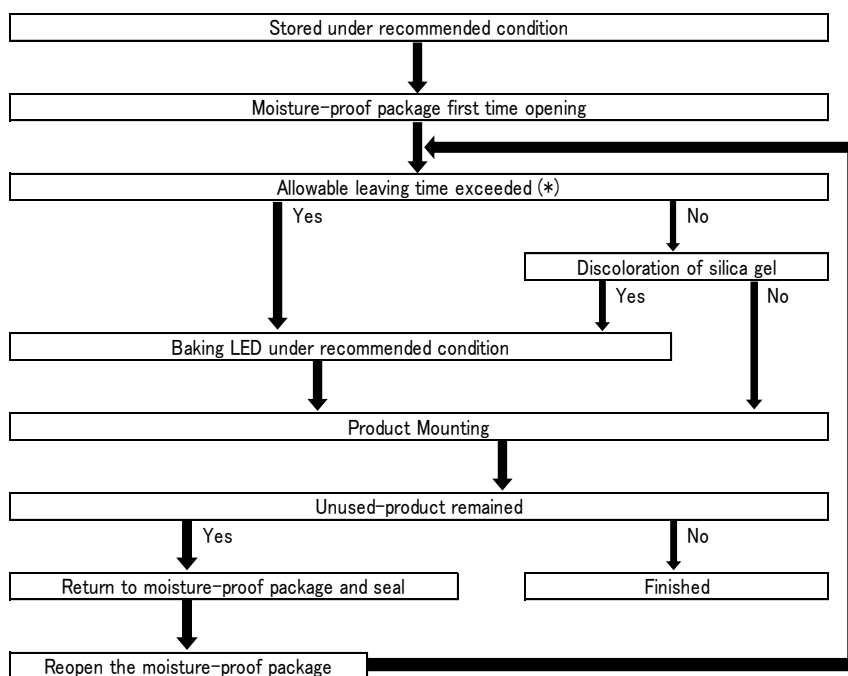 Stored under recommended condition
Moisture-proof package first time opening
Allowable leaving time exceeded (*)
Yes
No
Discoloration of silica gel
Yes
No
Baking LED under recommended condition
Product Mounting
Unused-product remained
Yes
No
Return to moisture-proof package and seal
Finished
Reopen the moisture-proof package